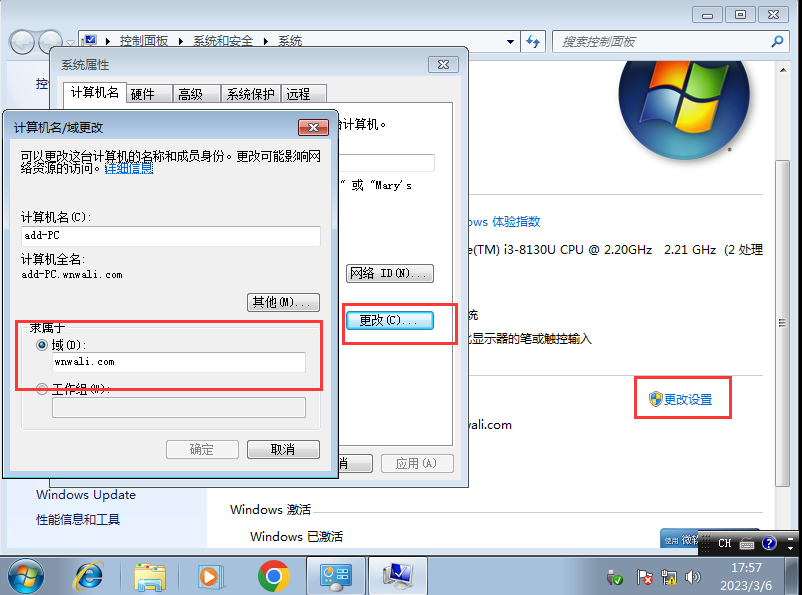 控制面板 系统和安全 系统
搜索控制面板
系统属性
计算机名 硬件 高级 系统保护 远程
计算机名/域更改
可以更改这台计算机的名称和成员身份。更改可能影响网
络资源的访问。详细信息
计算机名(C):
add-PC
计算机全名:
add-PC.wnwali.com
其他(M)...
隶属于
域(D):
wnwali.com
工作组(W):
确定 取消
计算机。
" 或 "Mary's
网络 ID(N)...
更改(C)...
消 应用(A)
ows 体验指数
e(TM) i3-8130U CPU @ 2.20GHz 2.21 GHz (2 处理
统
显示器的笔或触控输入
更改设置
ali.com
控
Windows Update
性能信息和工具
Windows 激活
Windows 已激活
使用 微软
CH
17:57
2023/3/6